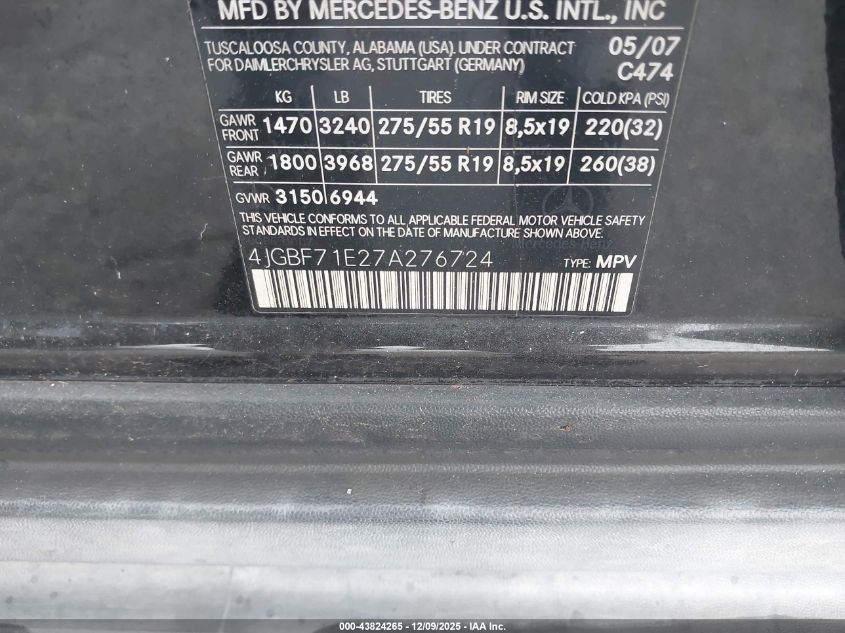 MFD BY MERCEDES-BENZ U.S. INTL., INC
TUSCALOOSA COUNTY, ALABAMA (USA). UNDER CONTRACT 05/07
FOR DAIMLERCHRYSLER AG, STUTTGART (GERMANY) C474
KG LB TIRES RIM SIZE COLD KPA (PSI)
GAWR FRONT 1470 3240 275/55 R19 8,5x19 220(32)
GAWR REAR 1800 3968 275/55 R19 8,5x19 260(38)
GVWR 3150 6944
THIS VEHICLE CONFORMS TO ALL APPLICABLE FEDERAL MOTOR VEHICLE SAFETY
STANDARDS IN EFFECT ON THE DATE OF MANUFACTURE SHOWN ABOVE.
Mercedes-Benz
4JGBF71E27A276724 TYPE: MPV
000-43824265 - 12/09/2025 - IAA Inc.